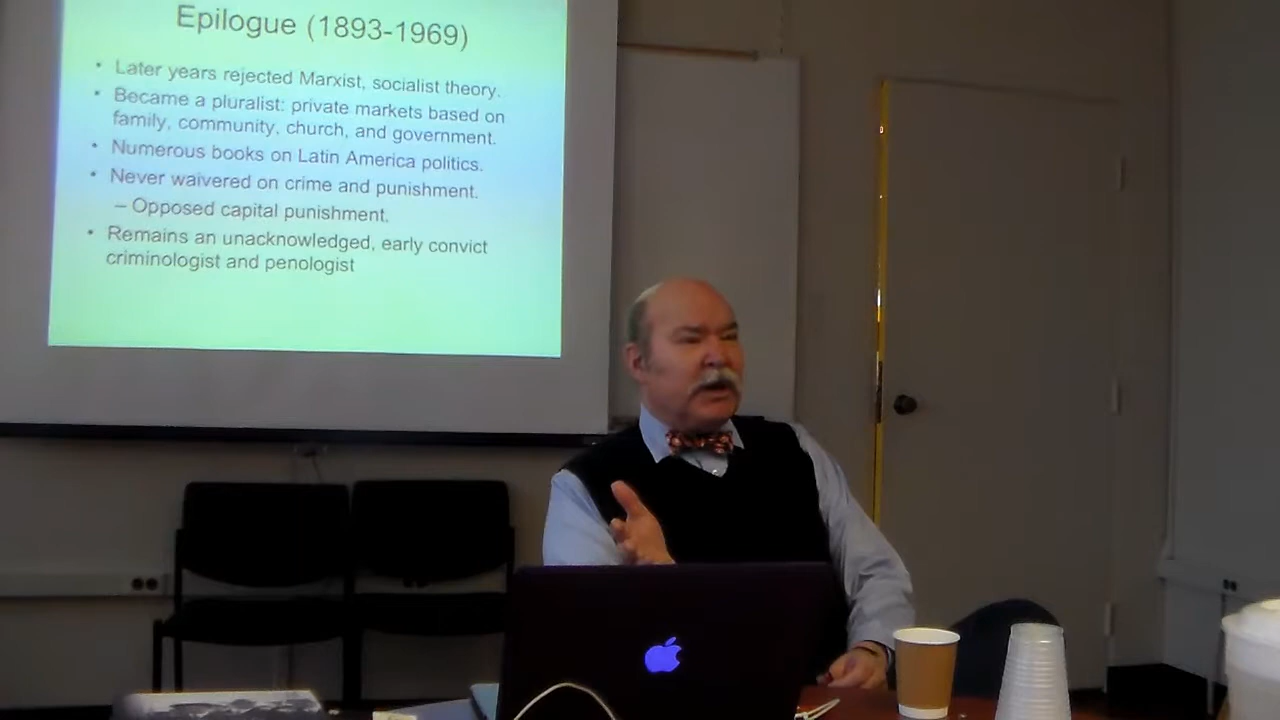 Epilogue (1893-1969)
• Later years rejected Marxist, socialist theory.
• Became a pluralist: private markets based on
family, community, church, and government.
• Numerous books on Latin America politics.
• Never waivered on crime and punishment.
– Opposed capital punishment.
• Remains an unacknowledged, early convict
criminologist and penologist